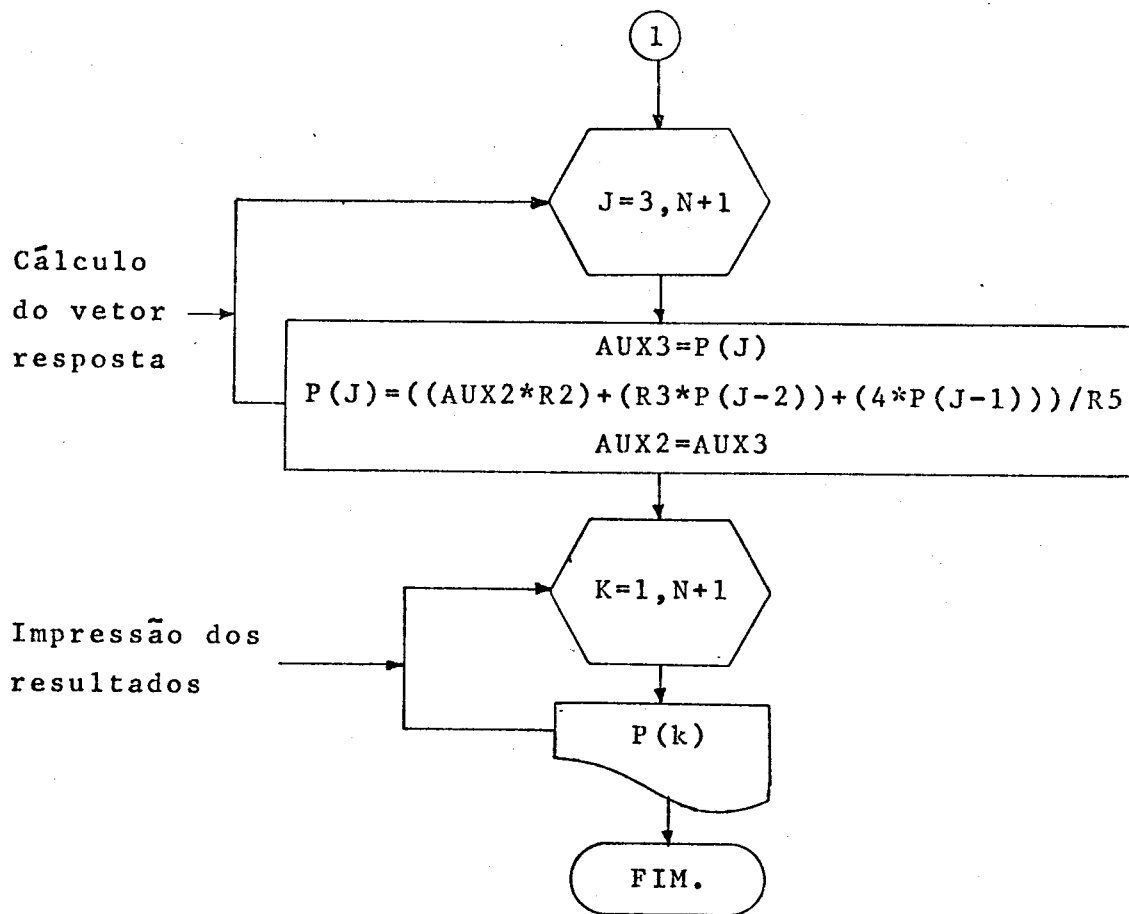 1
J=3,N+1
Cálculo
do vetor
resposta
AUX3=P(J)
P(J)=((AUX2*R2)+(R3*P(J-2))+(4*P(J-1)))/R5
AUX2=AUX3
K=1,N+1
Impressão dos
resultados
P(k)
FIM.